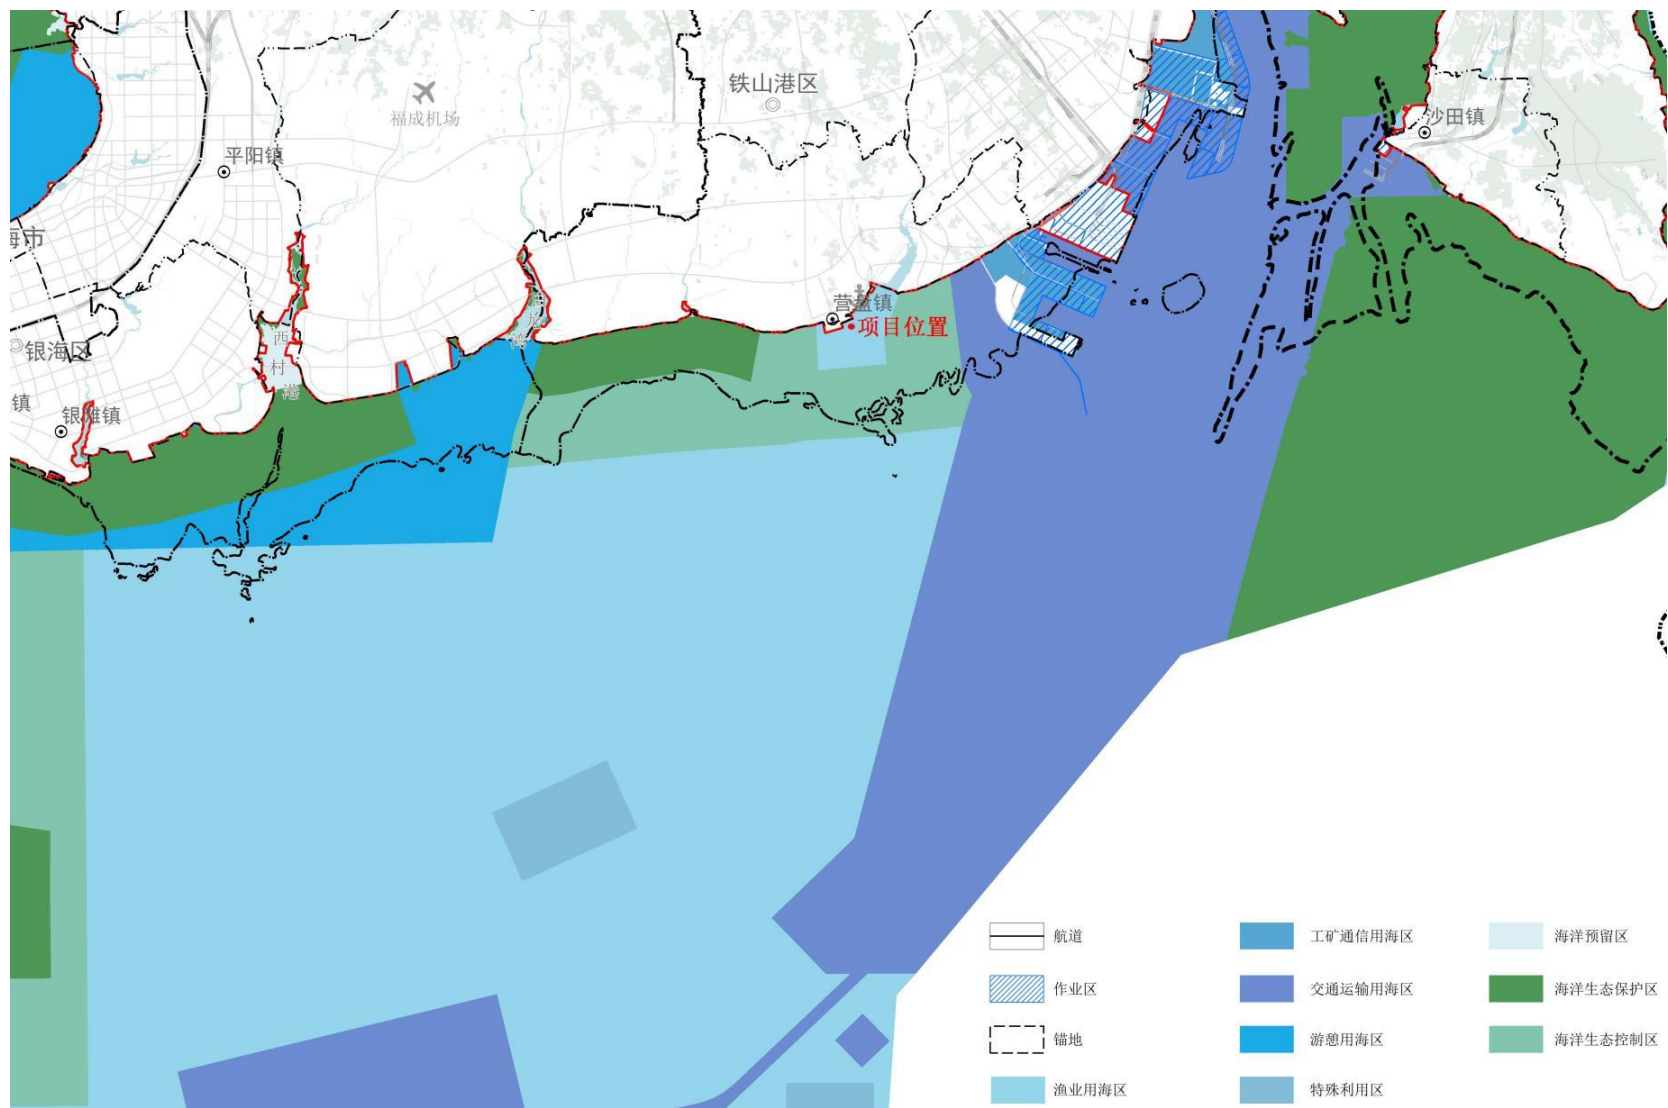 铁山港区
福成机场
沙田镇
平阳镇
海市
营盘镇
项目位置
白龙港
西村港
银海区
镇
银滩镇
航道
工矿通信用海区
海洋预留区
作业区
交通运输用海区
海洋生态保护区
锚地
游憩用海区
海洋生态控制区
渔业用海区
特殊利用区